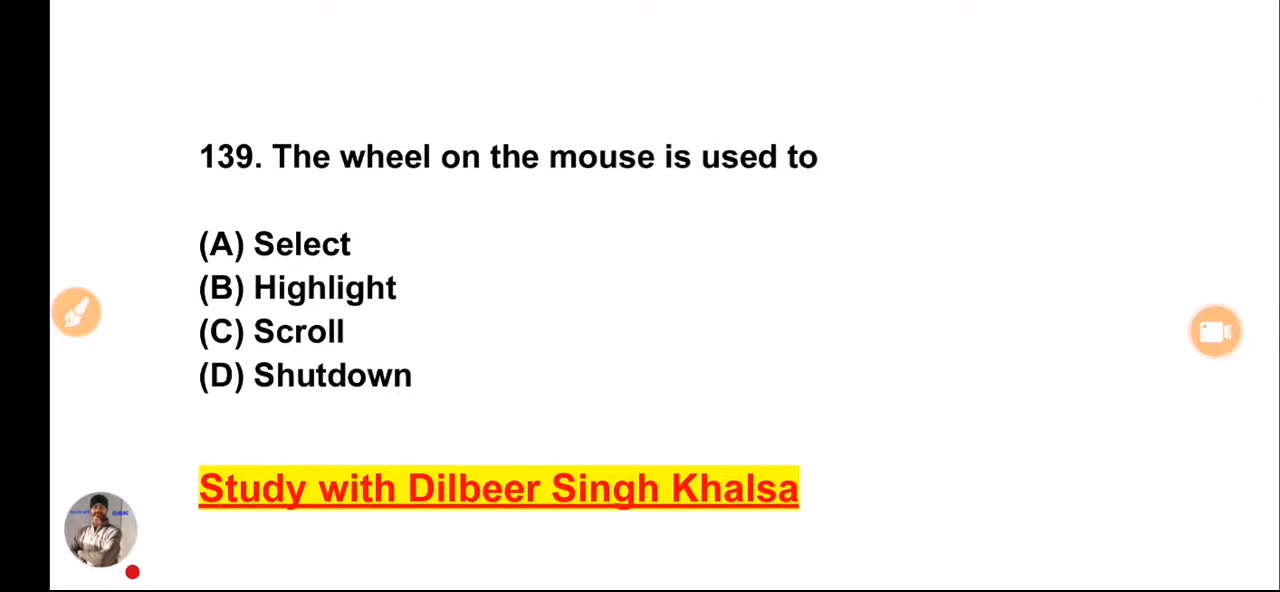 139. The wheel on the mouse is used to
(A) Select
(B) Highlight
(C) Scroll
(D) Shutdown
Study with Dilbeer Singh Khalsa